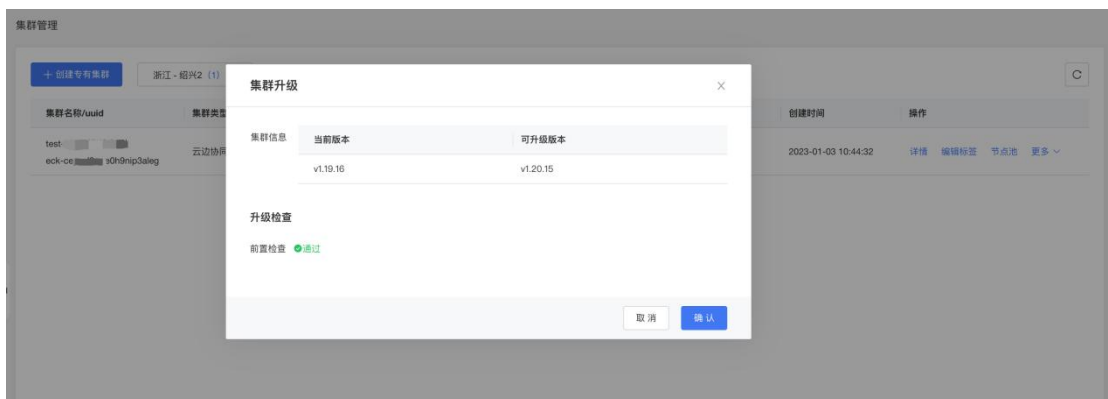 集群管理
+ 创建专有集群 浙江 - 绍兴2 (1)
集群升级
集群名称/uuid 集群类型 创建时间 操作
集群信息 当前版本 可升级版本
test-
云边协同 2023-01-03 10:44:32 详情 编辑标签 节点池 更多
eck-ce
v1.19.16 v1.20.15
升级检查
前置检查 通过
取消 确认